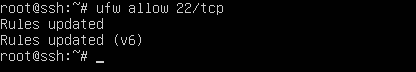 root@ssh:~# ufw allow 22/tcp
Rules updated
Rules updated (v6)
root@ssh:~# _